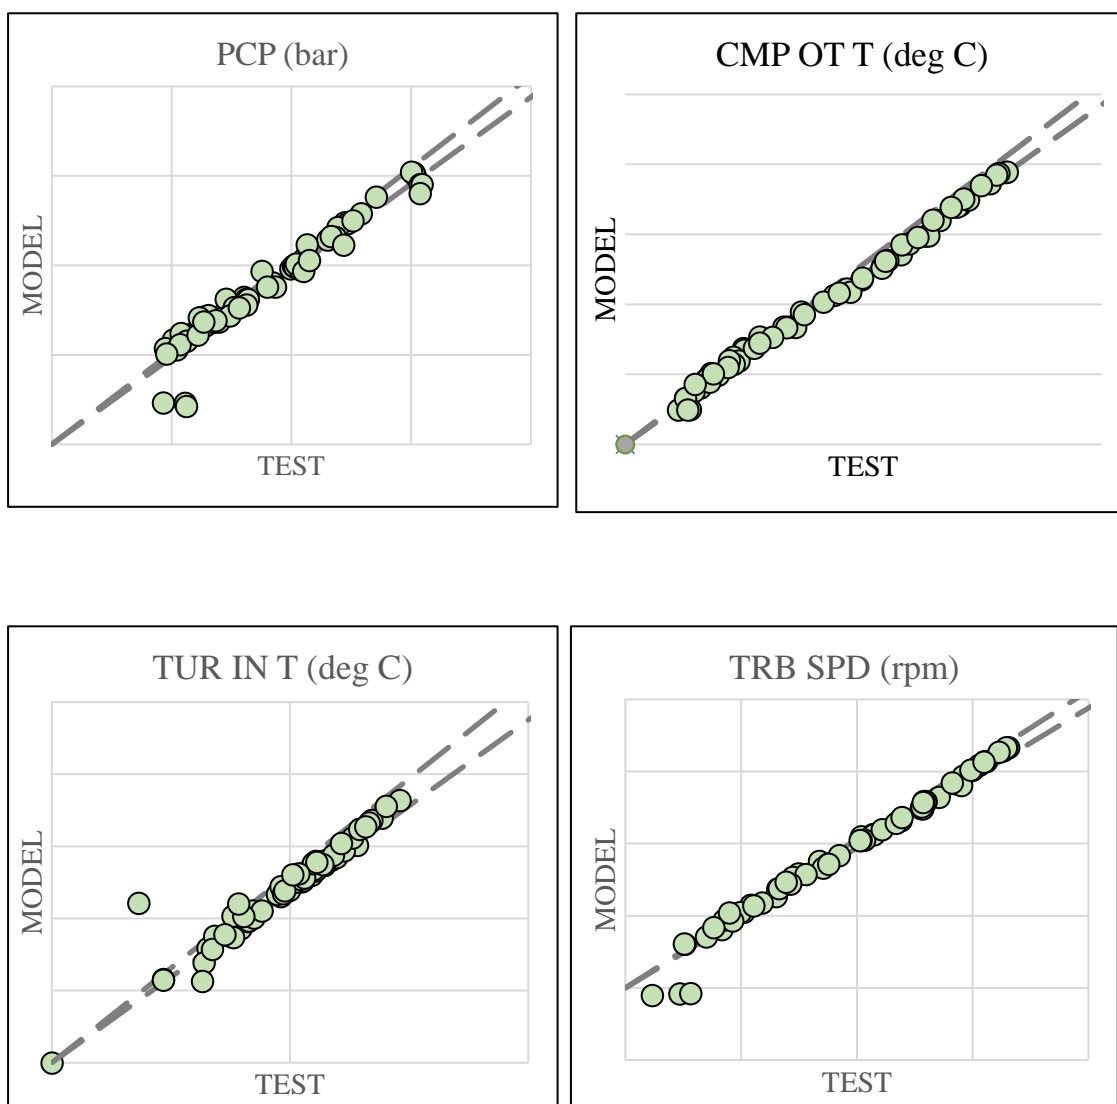 PCP (bar)
MODEL
TEST
CMP OT T (deg C)
MODEL
TEST
TUR IN T (deg C)
MODEL
TEST
TRB SPD (rpm)
MODEL
TEST